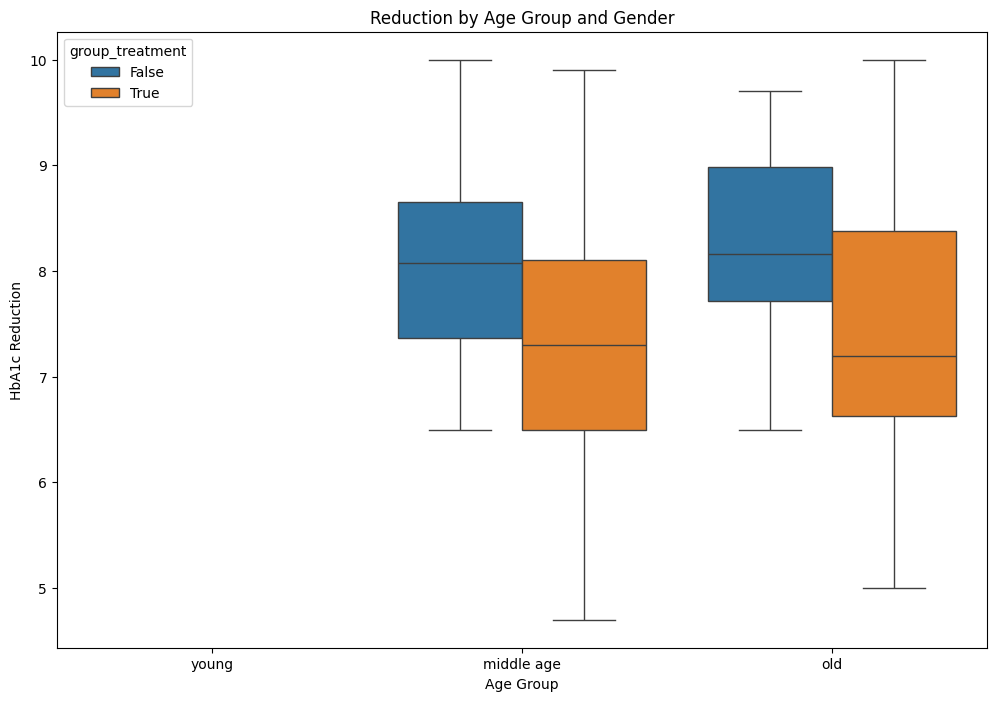 Reduction by Age Group and Gender
group_treatment
False
True
HbA1c Reduction
10
9
8
7
6
5
young
middle age
old
Age Group